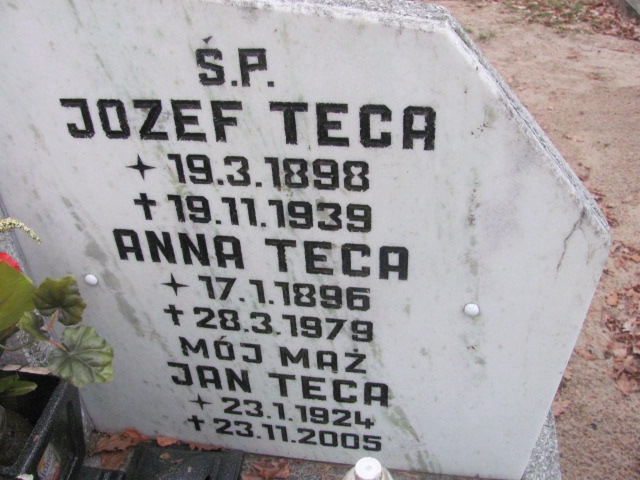 Ś.P.
JOZEF TECA
✦ 19.3.1898
✝ 19.11.1939
ANNA TECA
✦ 17.1.1896
✝ 28.3.1979
MÓJ MĄŻ
JAN TECA
✦ 23.1.1924
✝ 23.11.2005